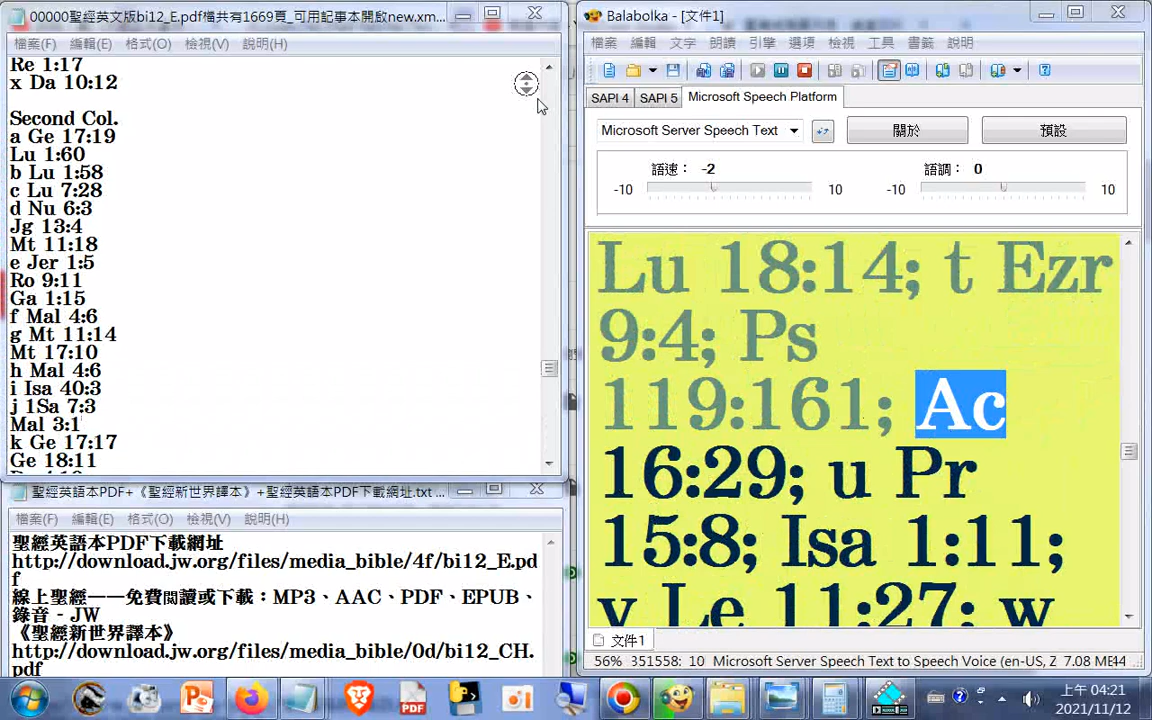 00000聖經英文版bi12_E.pdf檔共有1669頁_可用記事本開啟new.xm...
檔案(F) 編輯(E) 格式(O) 檢視(V) 說明(H)
Re 1:17
x Da 10:12
Second Col.
a Ge 17:19
Lu 1:60
b Lu 1:58
c Lu 7:28
d Nu 6:3
Jg 13:4
Mt 11:18
e Jer 1:5
Ro 9:11
Ga 1:15
f Mal 4:6
g Mt 11:14
Mt 17:10
h Mal 4:6
i Isa 40:3
j 1Sa 7:3
Mal 3:1
k Ge 17:17
Ge 18:11
聖經英語本PDF+《聖經新世界譯本》+聖經英語本PDF下載網址.txt ...
檔案(F) 編輯(E) 格式(O) 檢視(V) 說明(H)
聖經英語本PDF下載網址
http://download.jw.org/files/media_bible/4f/bi12_E.pd
f
線上聖經——免費閱讀或下載：MP3、AAC、PDF、EPUB、
錄音 - JW
《聖經新世界譯本》
http://download.jw.org/files/media_bible/0d/bi12_CH.
pdf
Balabolka - [文件1]
檔案 編輯 文字 朗讀 引擎 選項 檢視 工具 書籤 說明
SAPI 4 SAPI 5 Microsoft Speech Platform
Microsoft Server Speech Text 關於 預設
語速： -2 語調： 0
-10 10 -10 10
Lu 18:14; t Ezr
9:4; Ps
119:161; Ac
16:29; u Pr
15:8; Isa 1:11;
v Le 11:27; w
文件1
56% 351558: 10 Microsoft Server Speech Text to Speech Voice (en-US, Z 7.08 ME44
上午 04:21
2021/11/12